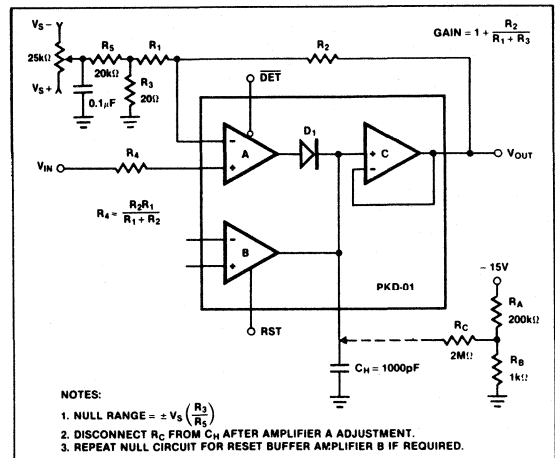 VS−
25kΩ
VS+
R5
20kΩ
R1
R3
20Ω
0.1µF
R2
GAIN = 1 + R2 / (R1 + R3)
DET
D1
A
−
+
C
+
−
VOUT
VIN
R4
R4 = R2R1 / (R1 + R2)
B
−
+
PKD-01
RST
−15V
RA
200kΩ
RC
2MΩ
RB
1kΩ
CH = 1000pF
NOTES:
1. NULL RANGE = ± VS (R3 / R5)
2. DISCONNECT RC FROM CH AFTER AMPLIFIER A ADJUSTMENT.
3. REPEAT NULL CIRCUIT FOR RESET BUFFER AMPLIFIER B IF REQUIRED.